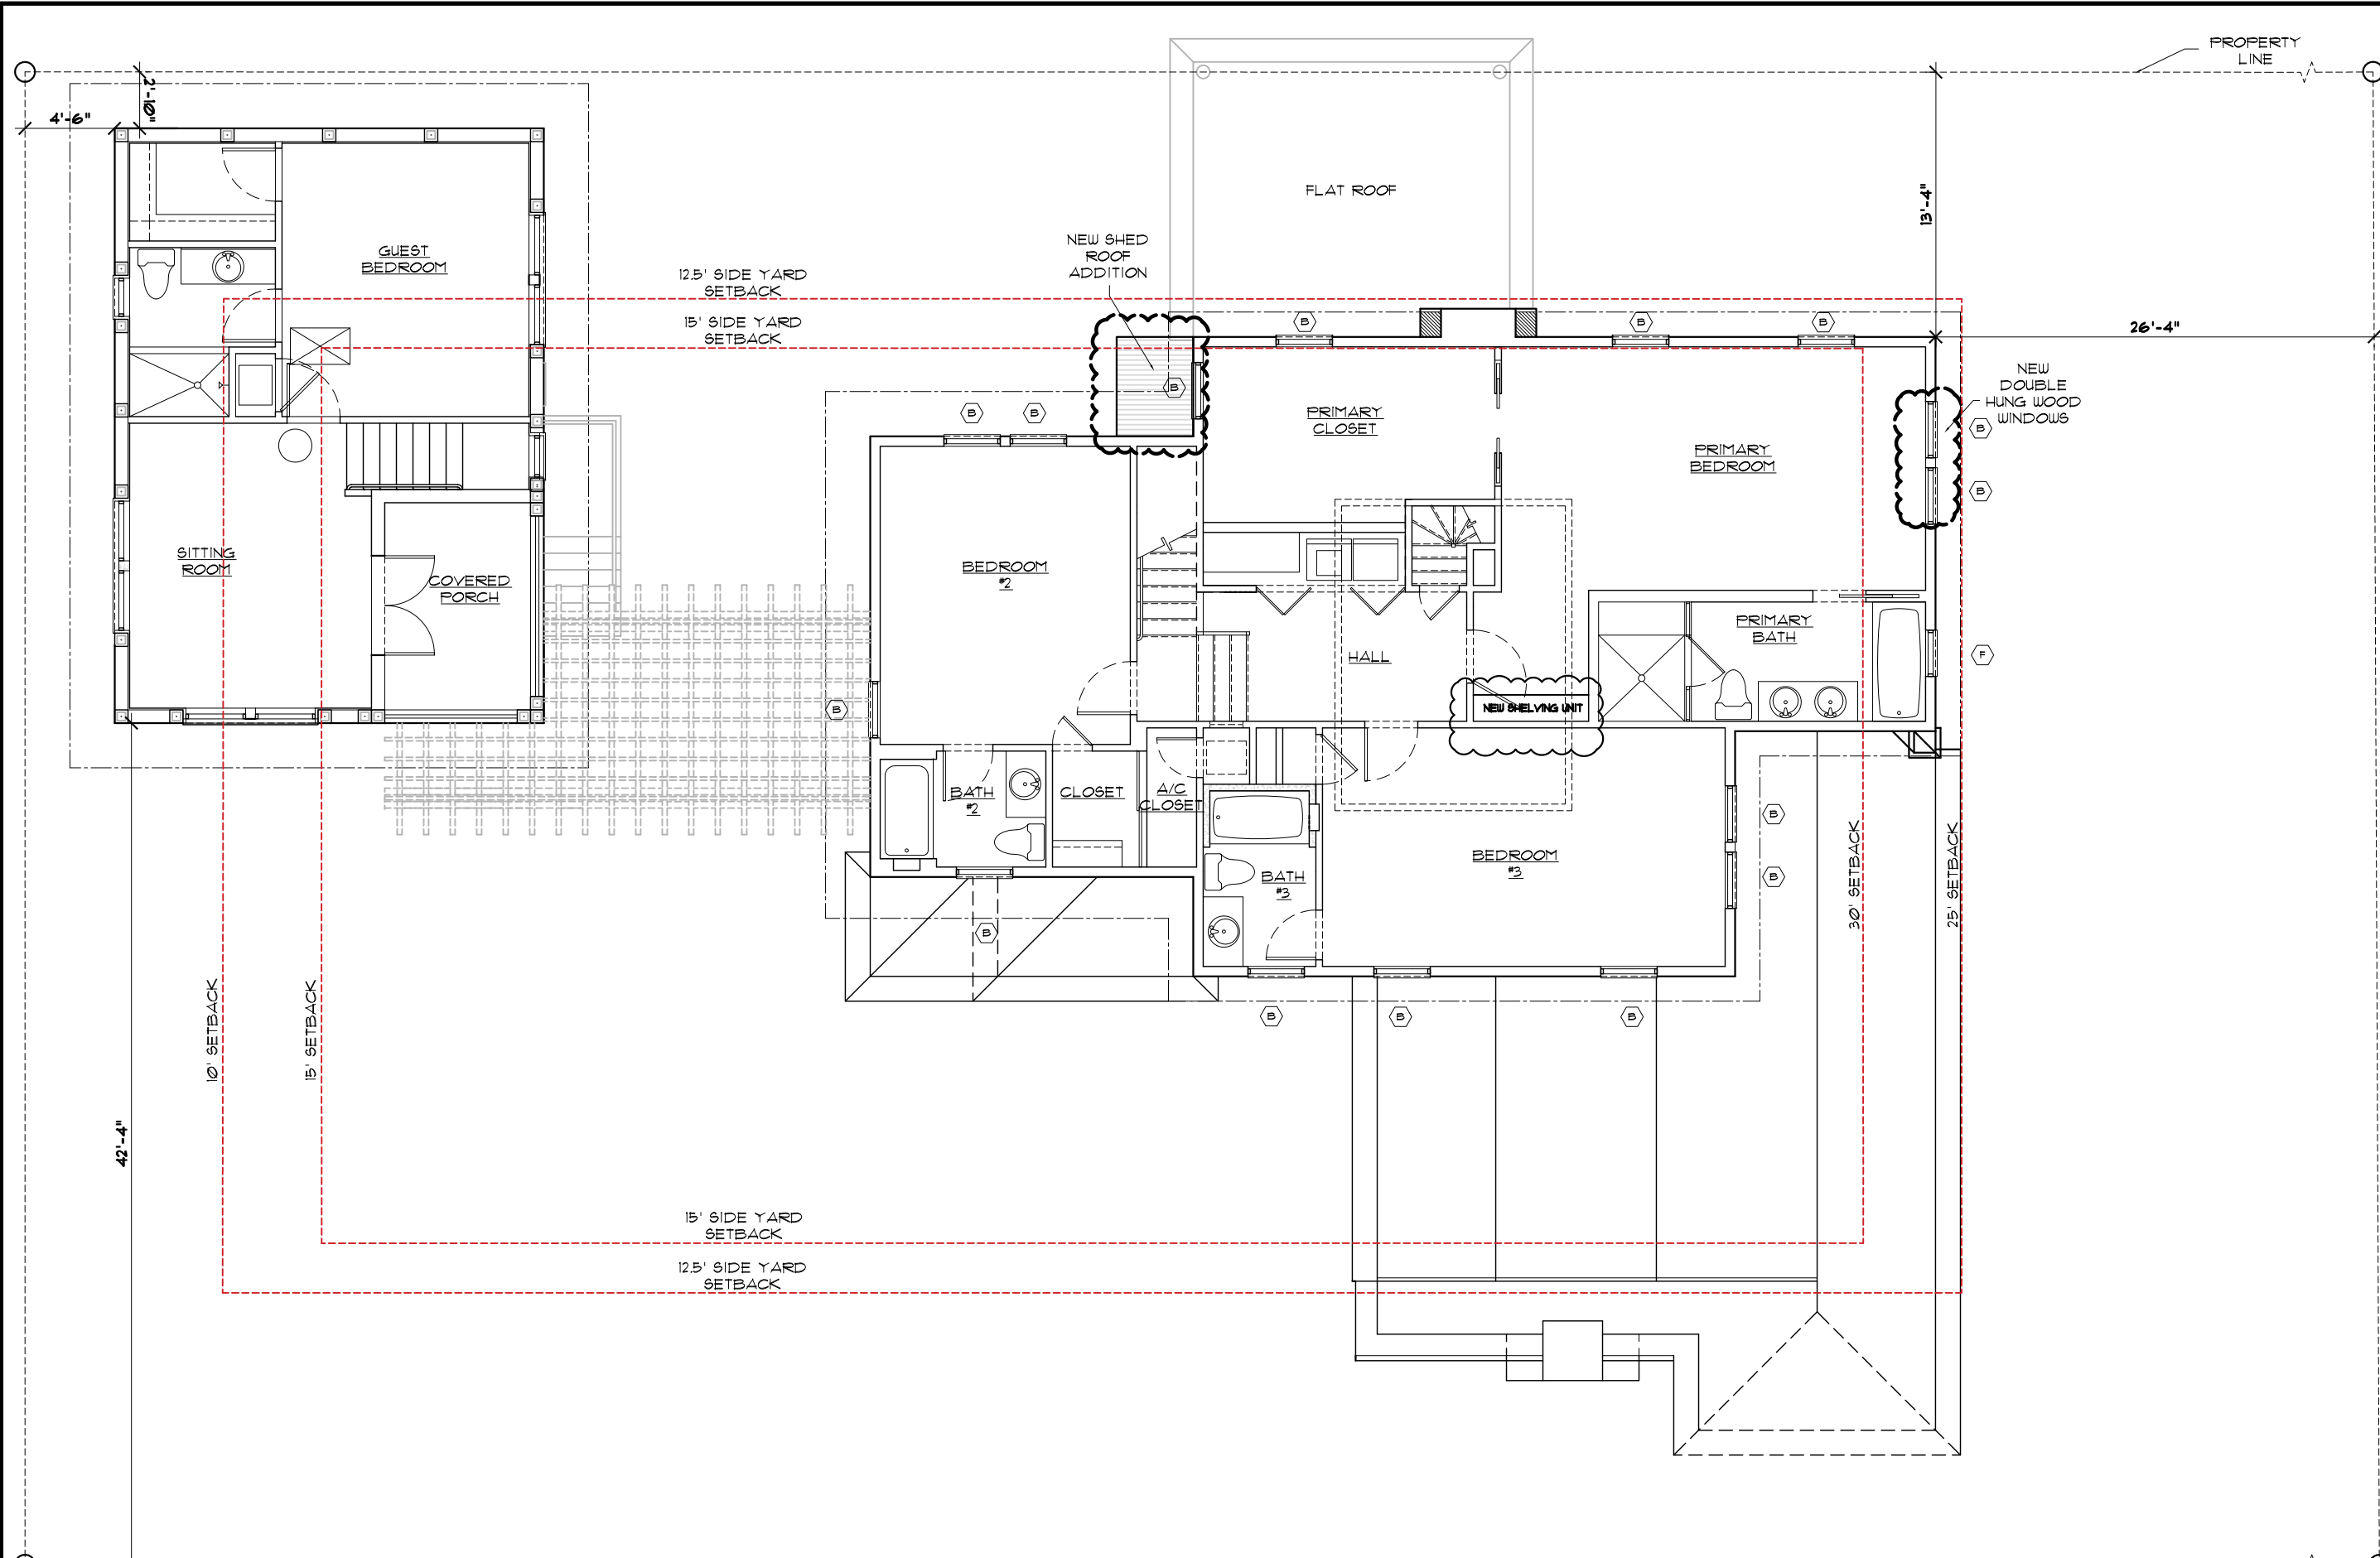 PROPERTY
LINE
4'-6"
2'-10"
13'-4"
26'-4"
FLAT ROOF
NEW SHED
ROOF
ADDITION
GUEST
BEDROOM
12.5' SIDE YARD
SETBACK
15' SIDE YARD
SETBACK
B
B
B
B
B
B
NEW
DOUBLE
HUNG WOOD
WINDOWS
B
B
PRIMARY
CLOSET
PRIMARY
BEDROOM
SITTING
ROOM
COVERED
PORCH
BEDROOM
#2
HALL
PRIMARY
BATH
F
B
NEW SHELVING UNIT
BATH
#2
CLOSET
A/C
CLOSET
BATH
#3
BEDROOM
#3
B
B
B
B
B
B
30' SETBACK
25' SETBACK
10' SETBACK
15' SETBACK
42'-4"
15' SIDE YARD
SETBACK
12.5' SIDE YARD
SETBACK